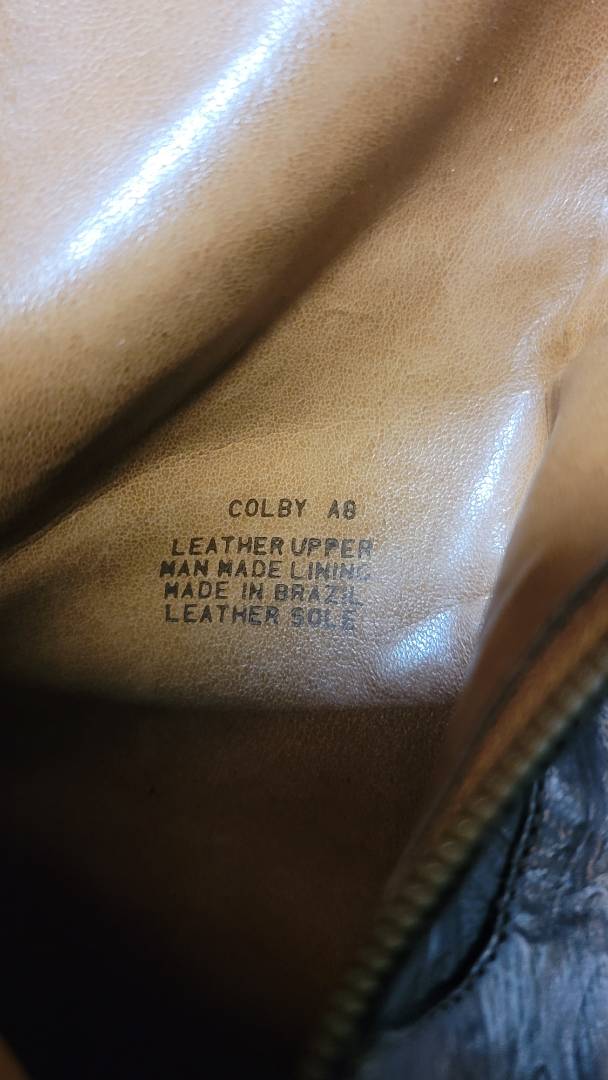 COLBY A8
LEATHER UPPER
MAN MADE LINING
MADE IN BRAZIL
LEATHER SOLE